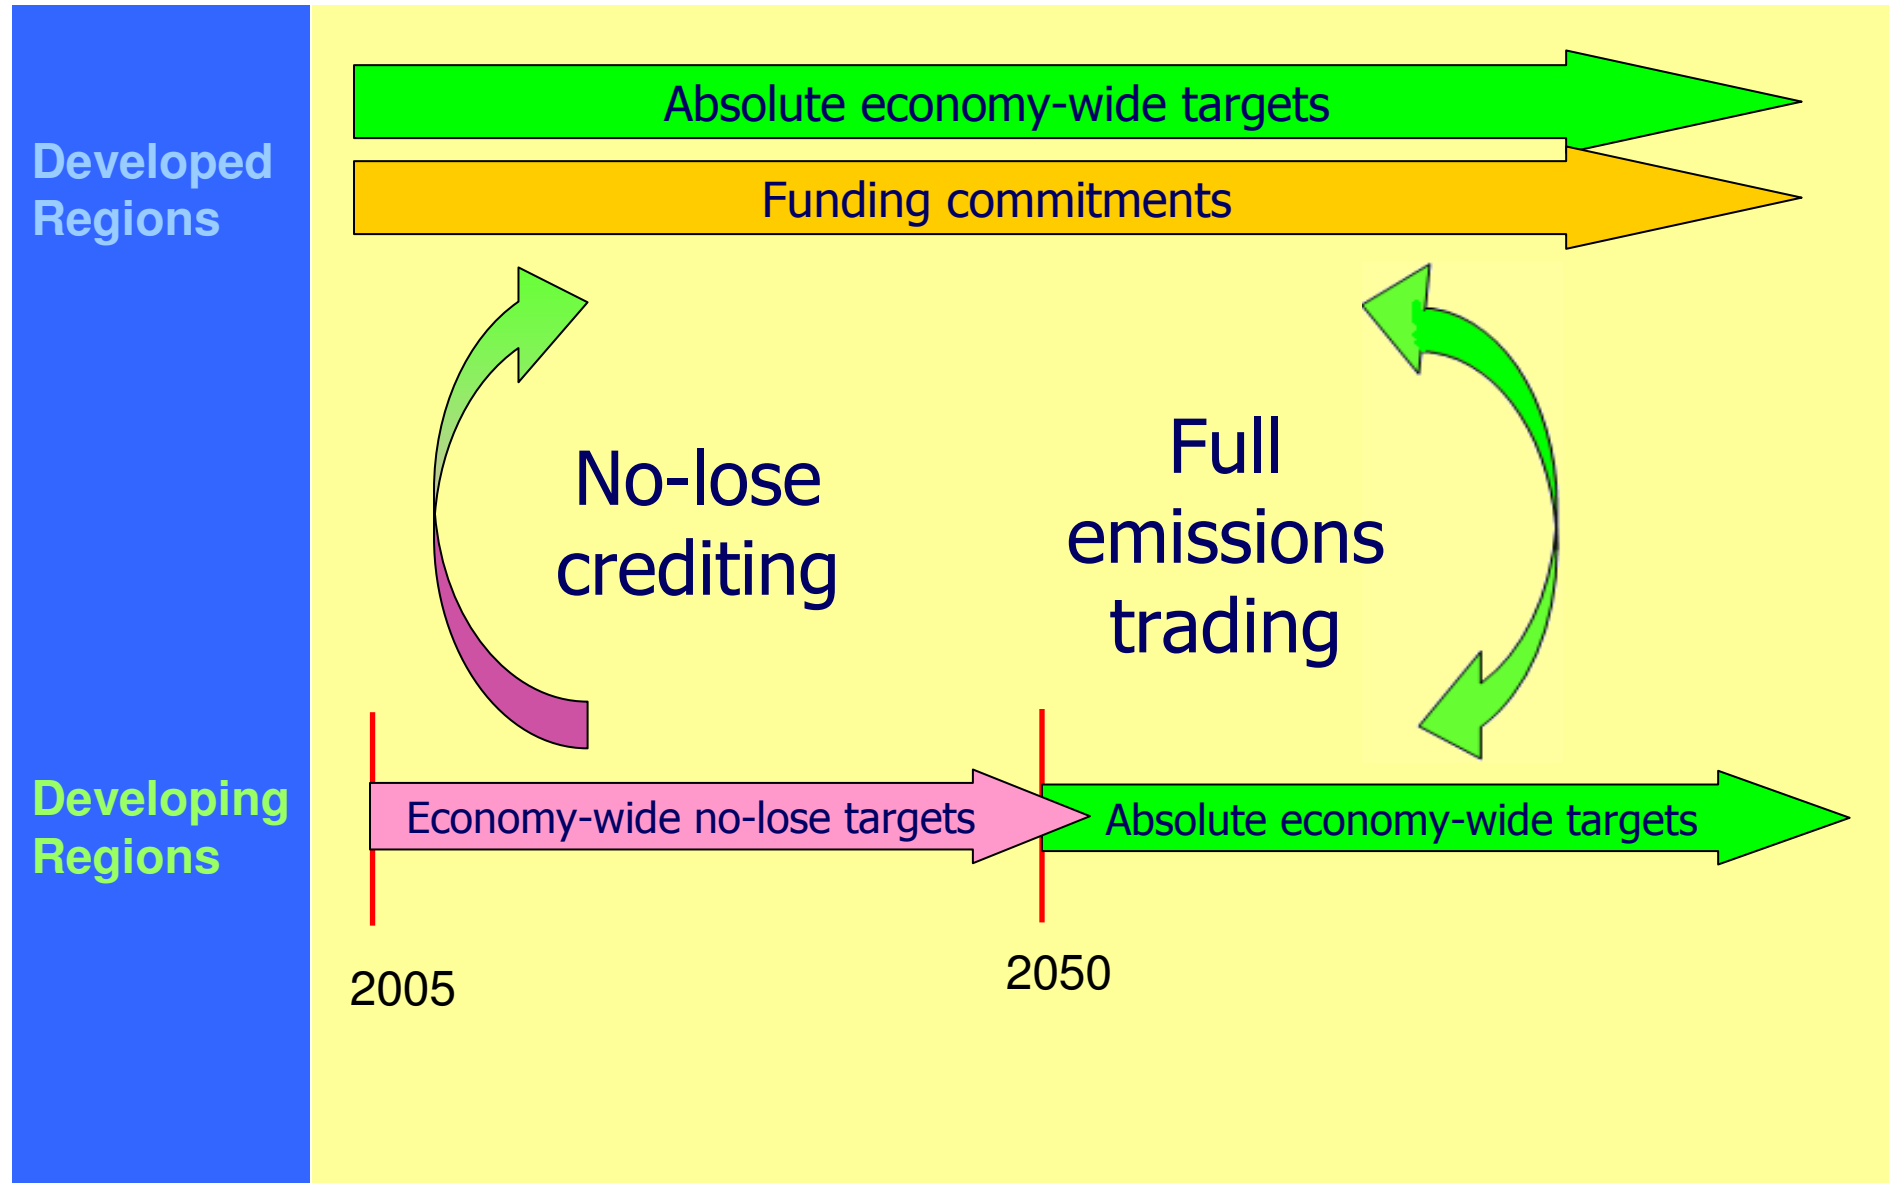 Absolute economy-wide targets
Developed
Regions
Funding commitments
No-lose
crediting
Full
emissions
trading
Developing
Regions
Economy-wide no-lose targets
Absolute economy-wide targets
2005
2050